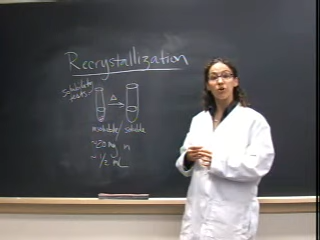 Recrystallization
solubility
tests
Δ
insoluble / soluble
~20 mg
~ 1/2 mL